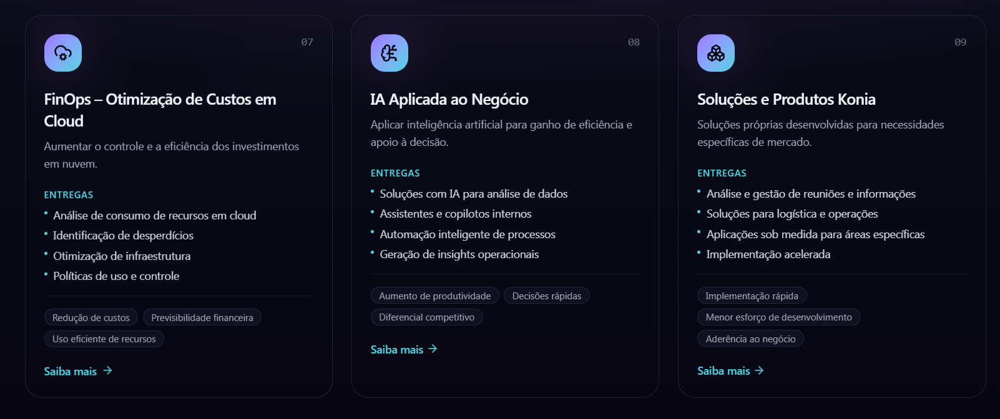 07
FinOps – Otimização de Custos em
Cloud
Aumentar o controle e a eficiência dos investimentos
em nuvem.
ENTREGAS
• Análise de consumo de recursos em cloud
• Identificação de desperdícios
• Otimização de infraestrutura
• Políticas de uso e controle
Redução de custos
Previsibilidade financeira
Uso eficiente de recursos
Saiba mais →
08
IA Aplicada ao Negócio
Aplicar inteligência artificial para ganho de eficiência e
apoio à decisão.
ENTREGAS
• Soluções com IA para análise de dados
• Assistentes e copilotos internos
• Automação inteligente de processos
• Geração de insights operacionais
Aumento de produtividade
Decisões rápidas
Diferencial competitivo
Saiba mais →
09
Soluções e Produtos Konia
Soluções próprias desenvolvidas para necessidades
específicas de mercado.
ENTREGAS
• Análise e gestão de reuniões e informações
• Soluções para logística e operações
• Aplicações sob medida para áreas específicas
• Implementação acelerada
Implementação rápida
Menor esforço de desenvolvimento
Aderência ao negócio
Saiba mais →